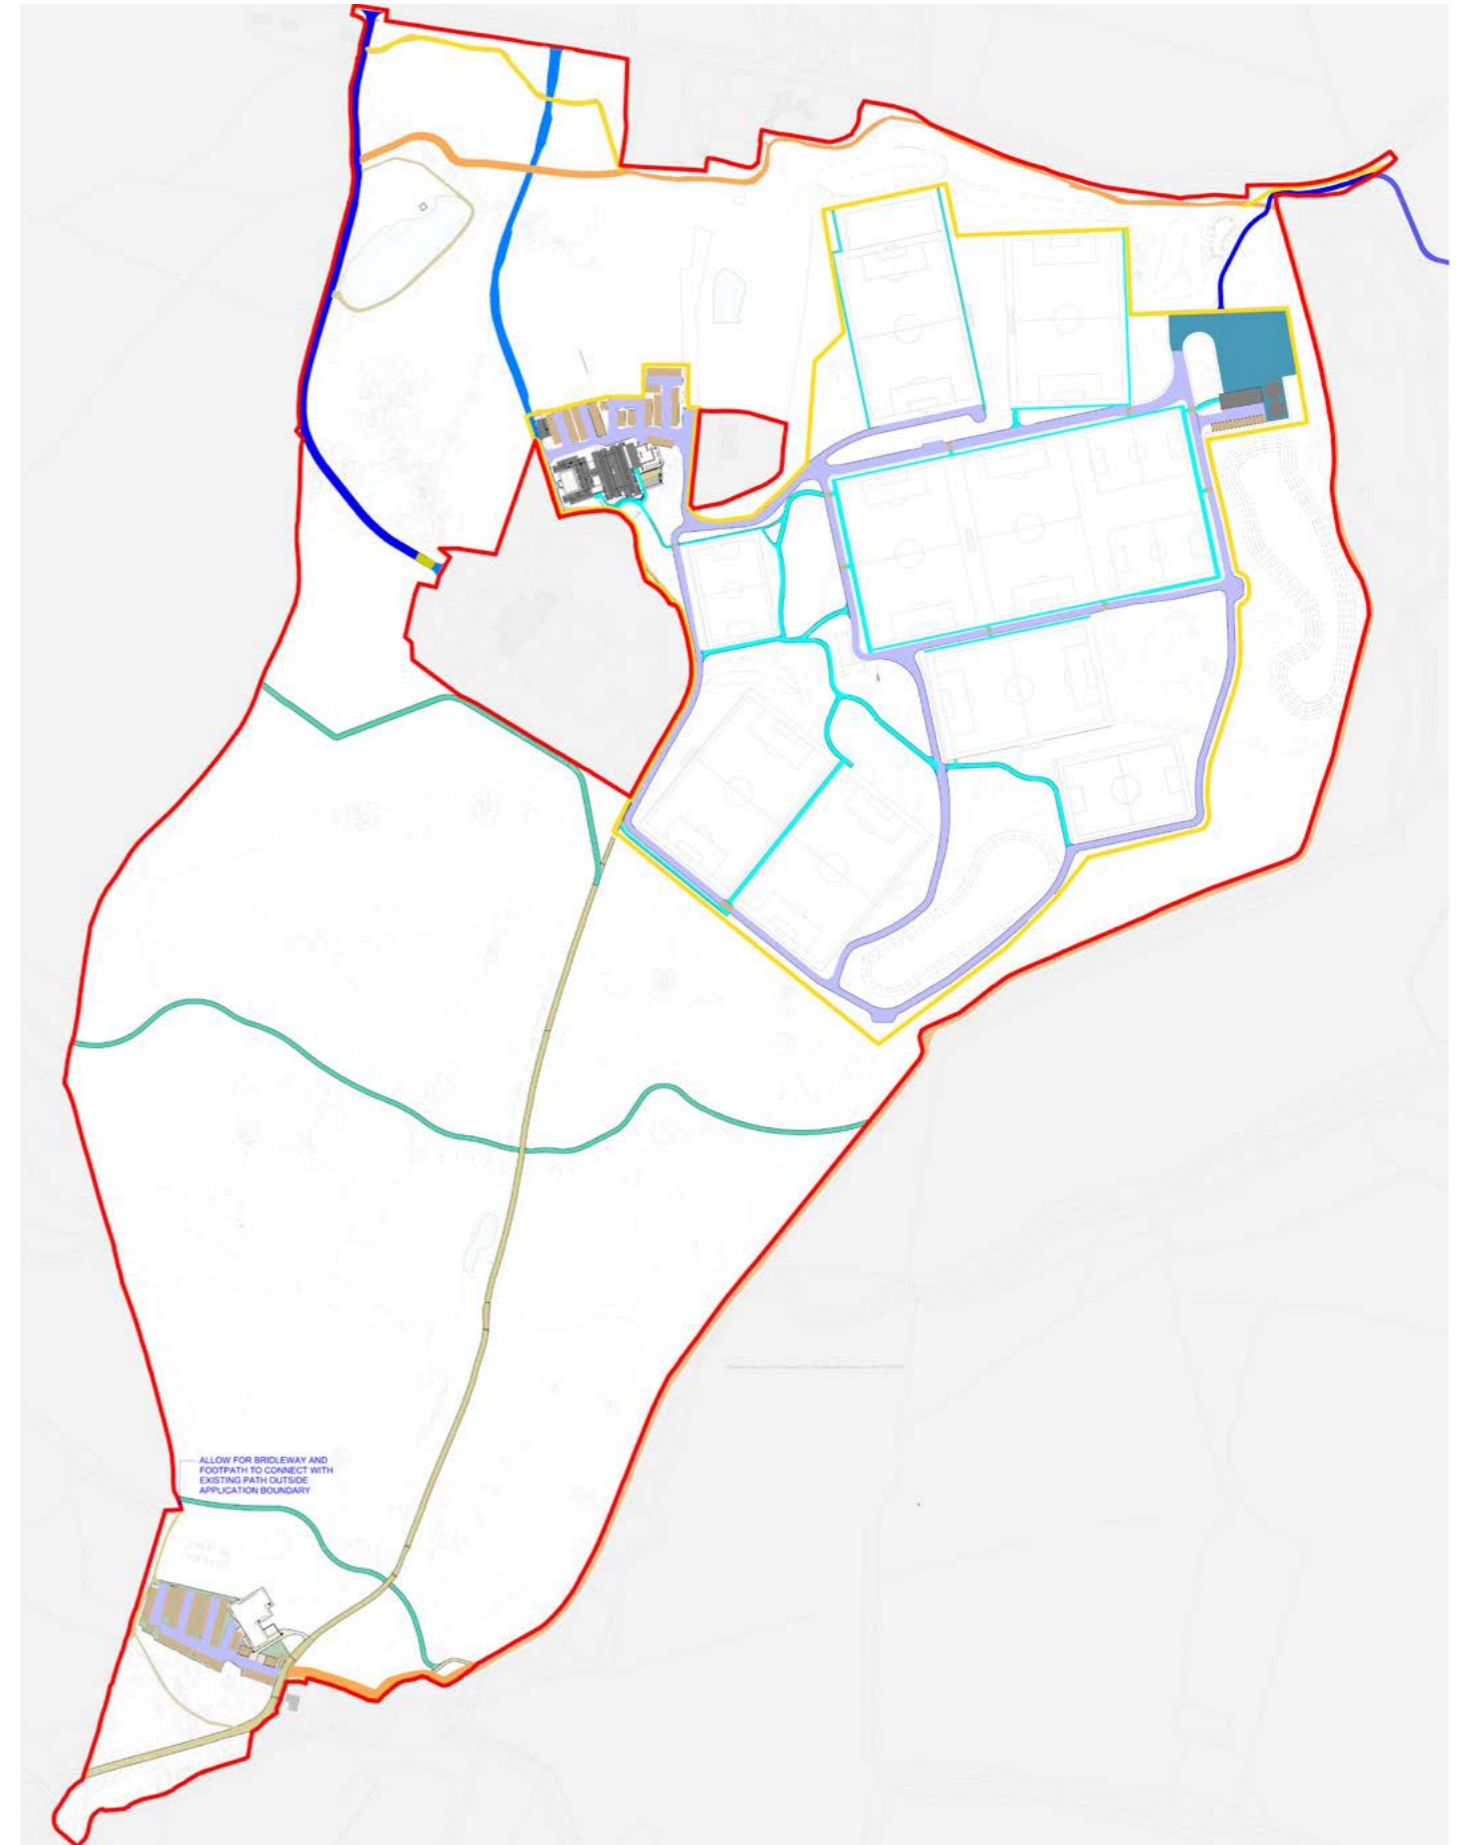 ALLOW FOR BRIDLEWAY AND
FOOTPATH TO CONNECT WITH
EXISTING PATH OUTSIDE
APPLICATION BOUNDARY